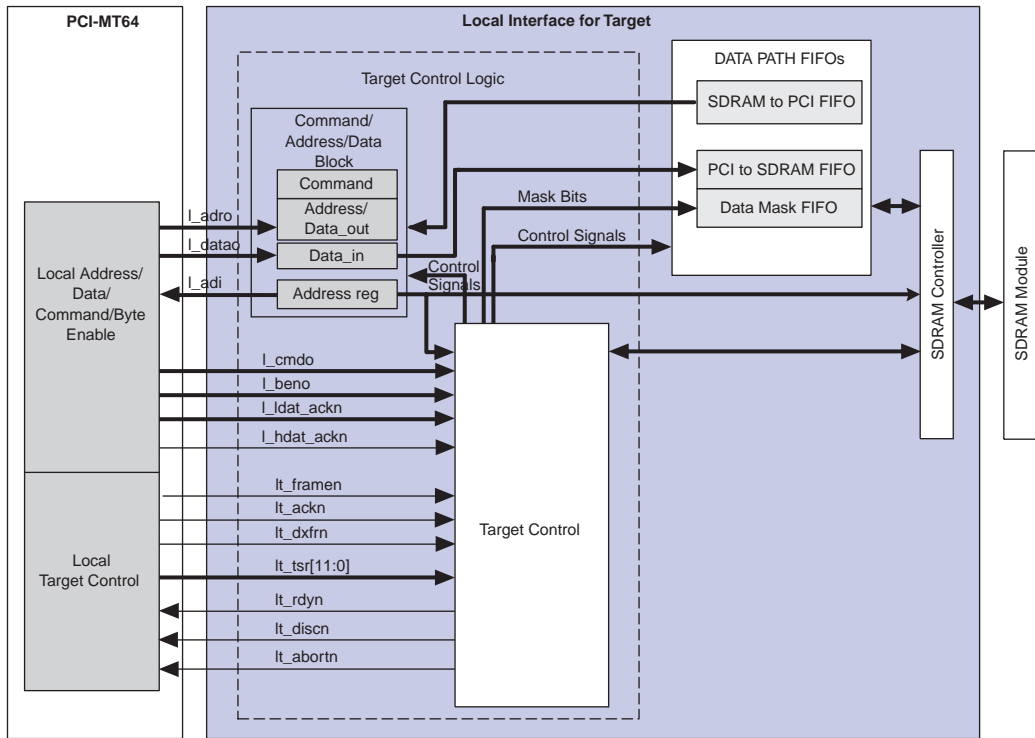 PCI-MT64
Local Interface for Target
Target Control Logic
DATA PATH FIFOs
SDRAM to PCI FIFO
PCI to SDRAM FIFO
Data Mask FIFO
Command/
Address/Data
Block
Command
Address/
Data_out
Data_in
Address reg
Mask Bits
Control Signals
Control
Signals
l_adro
l_datao
l_adi
Local Address/
Data/
Command/Byte
Enable
l_cmdo
l_beno
l_ldat_ackn
l_hdat_ackn
lt_framen
lt_ackn
lt_dxfrn
lt_tsr[11:0]
lt_rdyn
lt_discn
lt_abortn
Local
Target Control
Target Control
SDRAM Controller
SDRAM Module